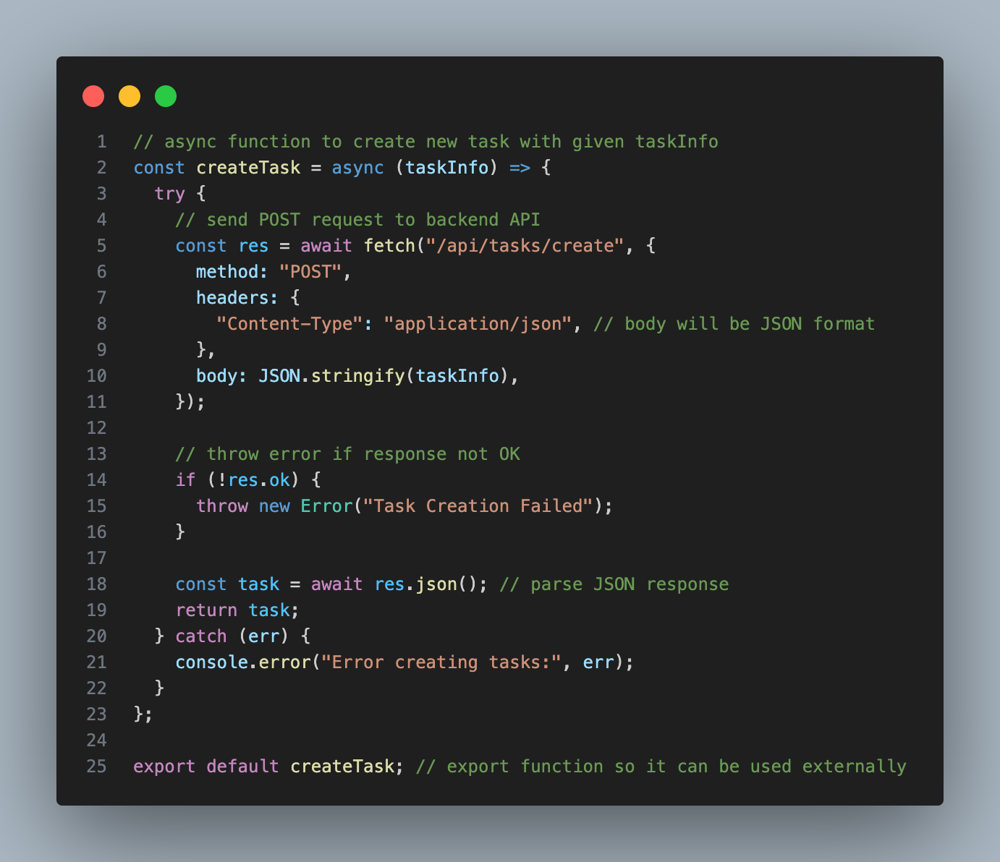 1 // async function to create new task with given taskInfo
2 const createTask = async (taskInfo) => {
3   try {
4     // send POST request to backend API
5     const res = await fetch("/api/tasks/create", {
6       method: "POST",
7       headers: {
8         "Content-Type": "application/json", // body will be JSON format
9       },
10       body: JSON.stringify(taskInfo),
11     });
12
13     // throw error if response not OK
14     if (!res.ok) {
15       throw new Error("Task Creation Failed");
16     }
17
18     const task = await res.json(); // parse JSON response
19     return task;
20   } catch (err) {
21     console.error("Error creating tasks:", err);
22   }
23 };
24
25 export default createTask; // export function so it can be used externally